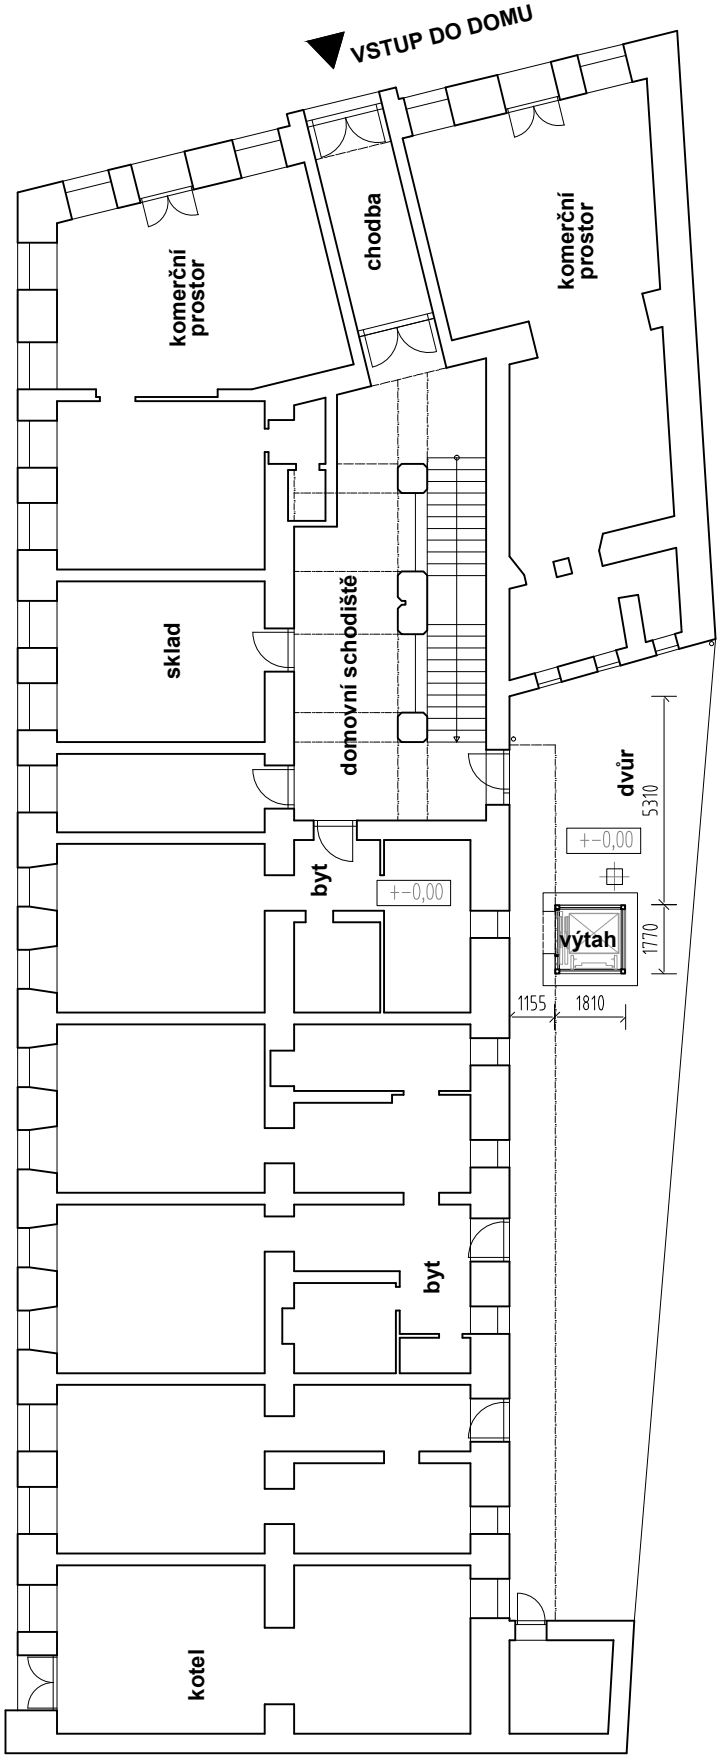 VSTUP DO DOMU
chodba
komerční
prostor
komerční
prostor
sklad
domovní schodiště
dvůr
5310
+-0,00
byt
+-0,00
výtah
1770
1155
1810
byt
kotel